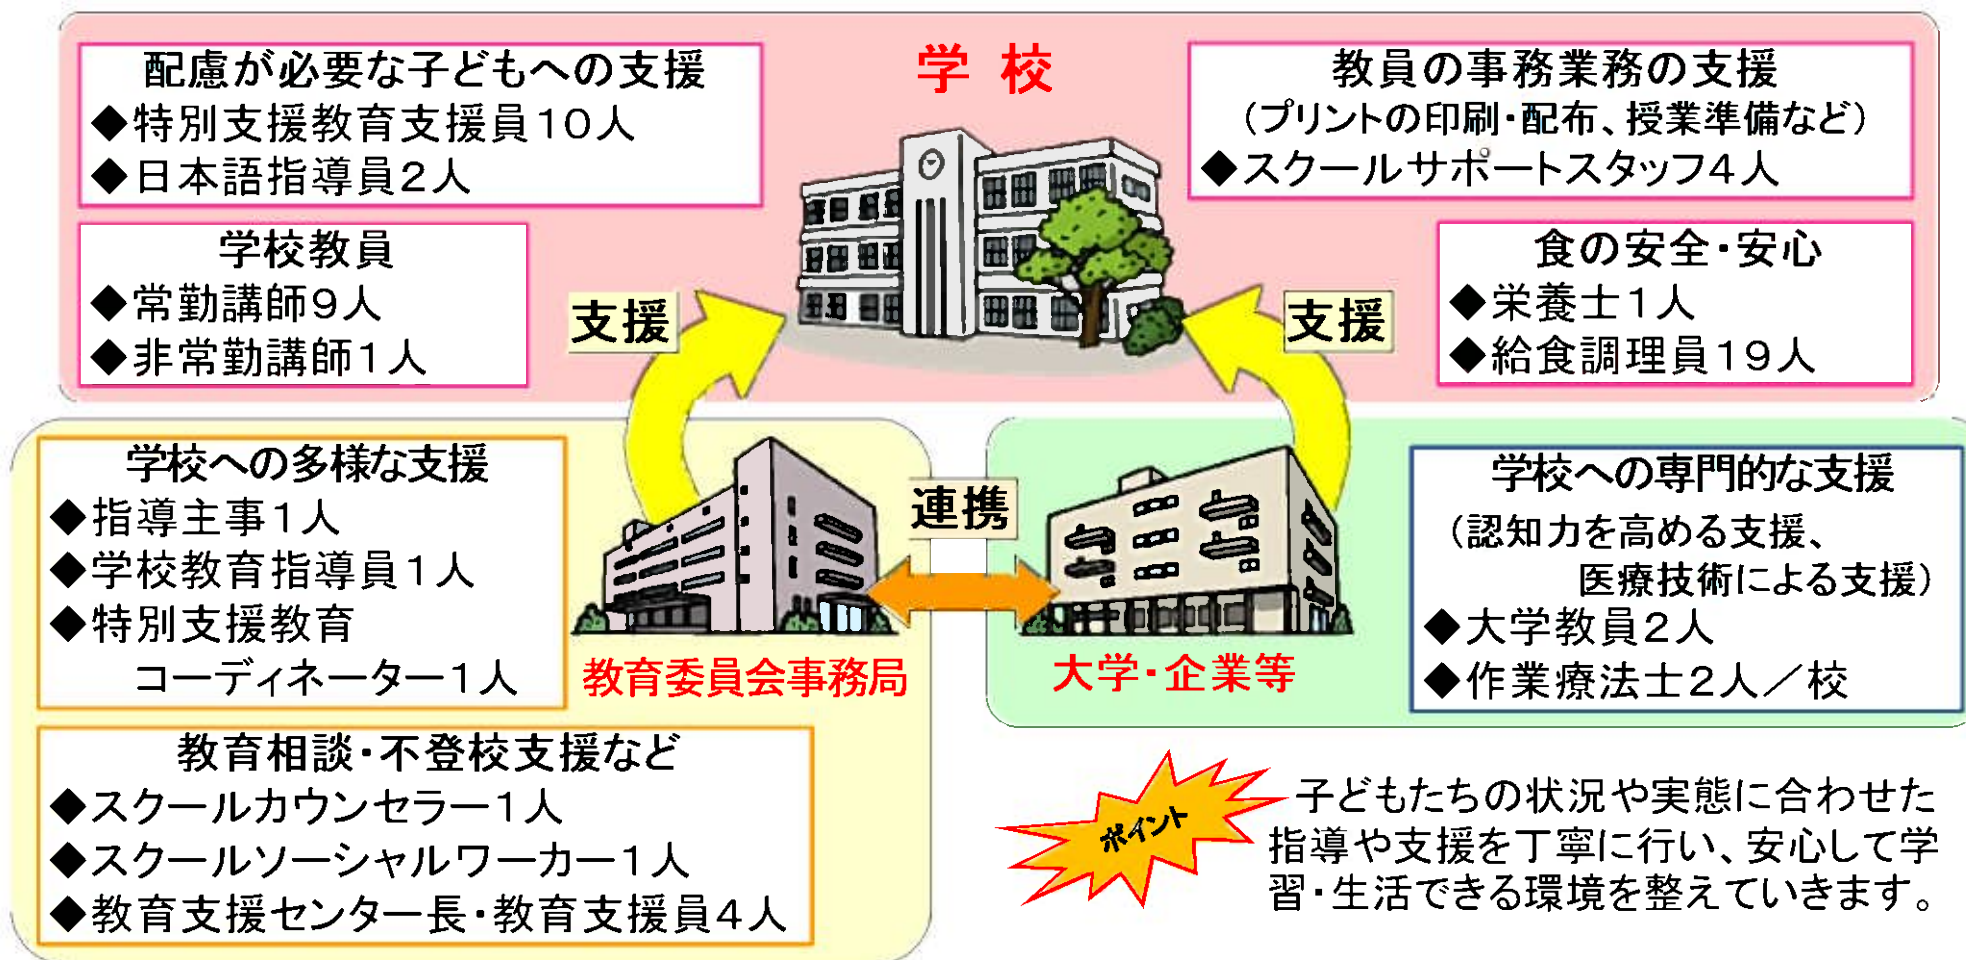 学校
配慮が必要な子どもへの支援
◆特別支援教育支援員10人
◆日本語指導員2人
学校教員
◆常勤講師9人
◆非常勤講師1人
教員の事務業務の支援
(プリントの印刷・配布、授業準備など)
◆スクールサポートスタッフ4人
食の安全・安心
◆栄養士1人
◆給食調理員19人
支援
支援
学校への多様な支援
◆指導主事1人
◆学校教育指導員1人
◆特別支援教育
コーディネーター1人
教育委員会事務局
連携
大学・企業等
学校への専門的な支援
(認知力を高める支援、
医療技術による支援)
◆大学教員2人
◆作業療法士2人/校
教育相談・不登校支援など
◆スクールカウンセラー1人
◆スクールソーシャルワーカー1人
◆教育支援センター長・教育支援員4人
ポイント
子どもたちの状況や実態に合わせた
指導や支援を丁寧に行い、安心して学
習・生活できる環境を整えていきます。